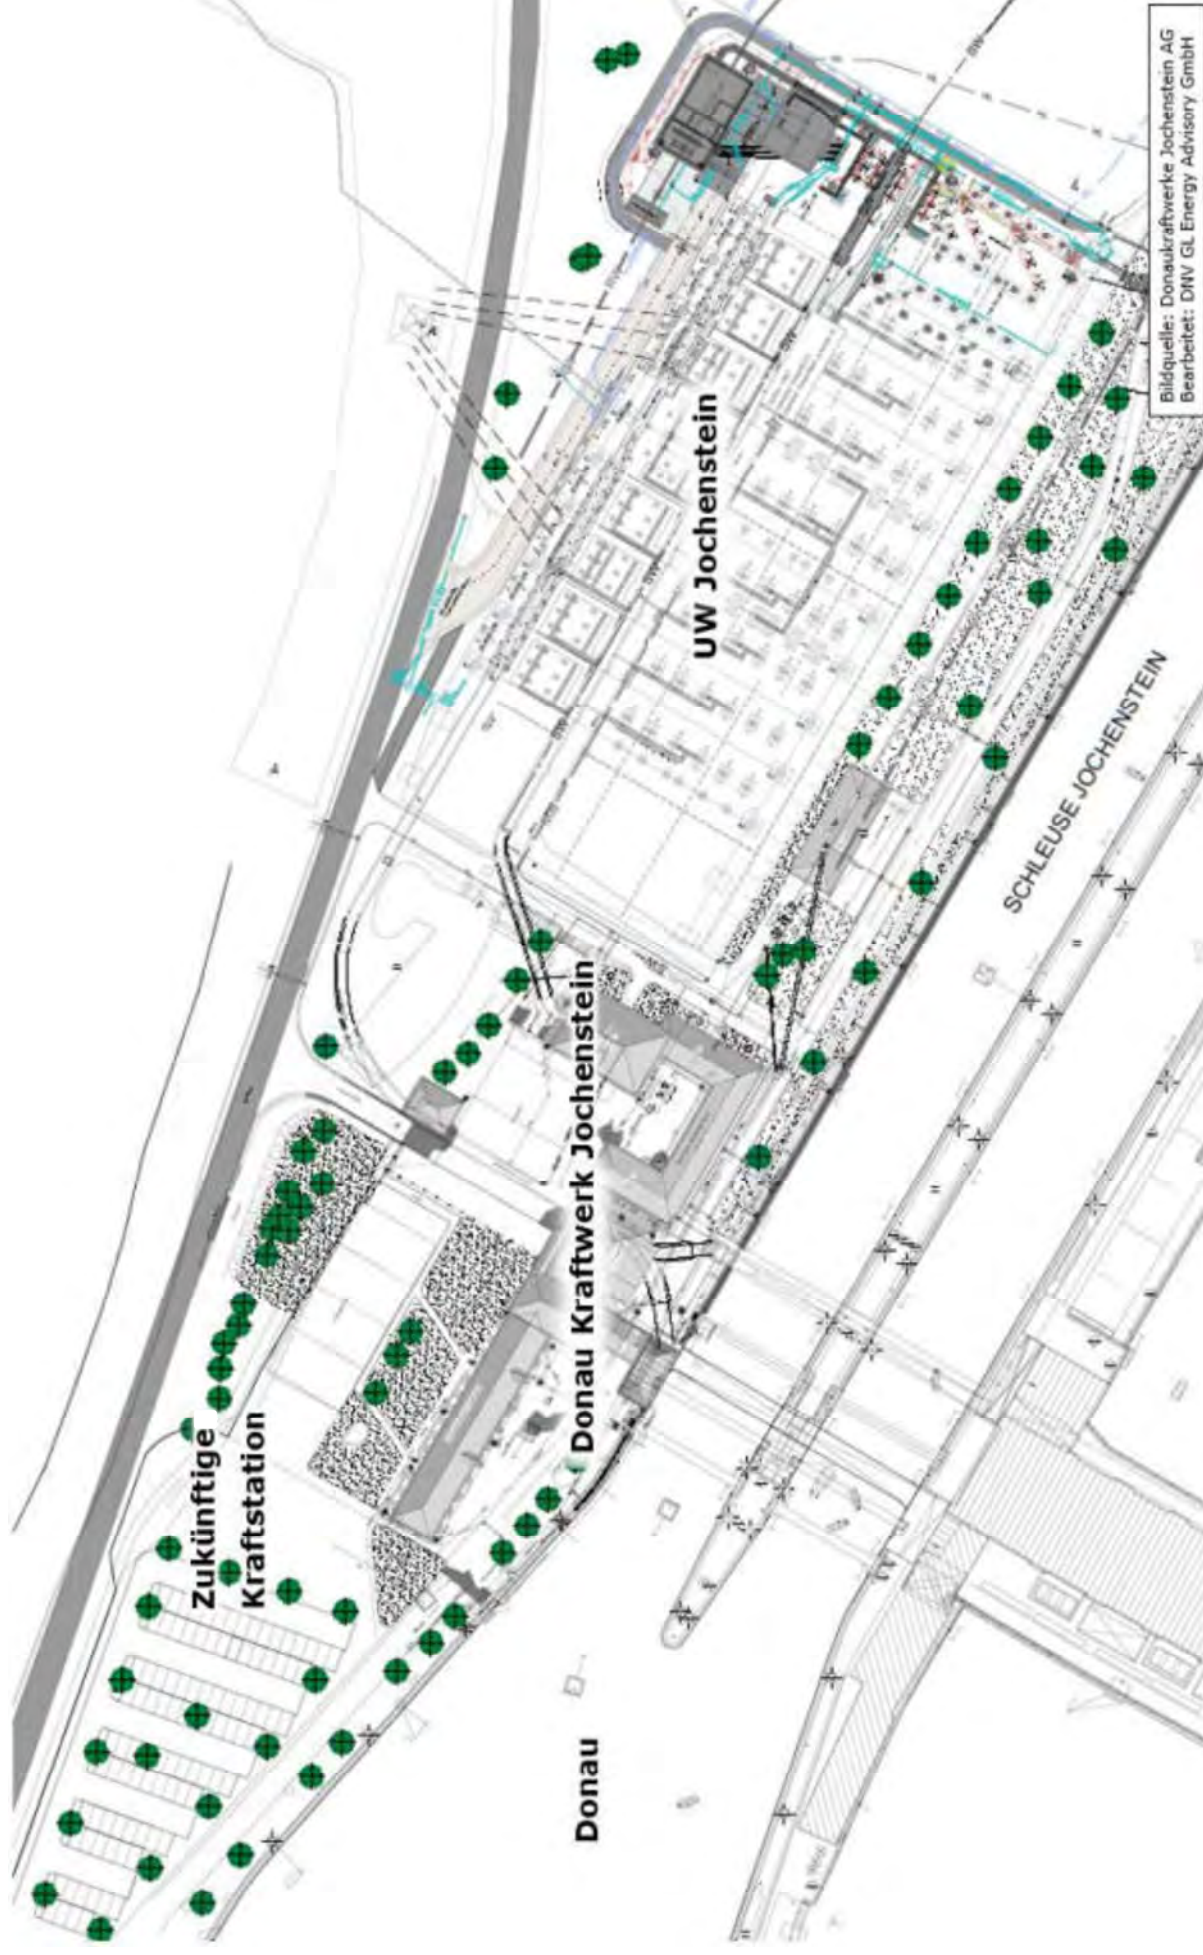 Zukünftige
Kraftstation
Donau Kraftwerk Jochenstein
UW Jochenstein
Donau
SCHLEUSE JOCHENSTEIN
Bildquelle: Donaukraftwerke Jochenstein AG
Bearbeitet: DNV GL Energy Advisory GmbH